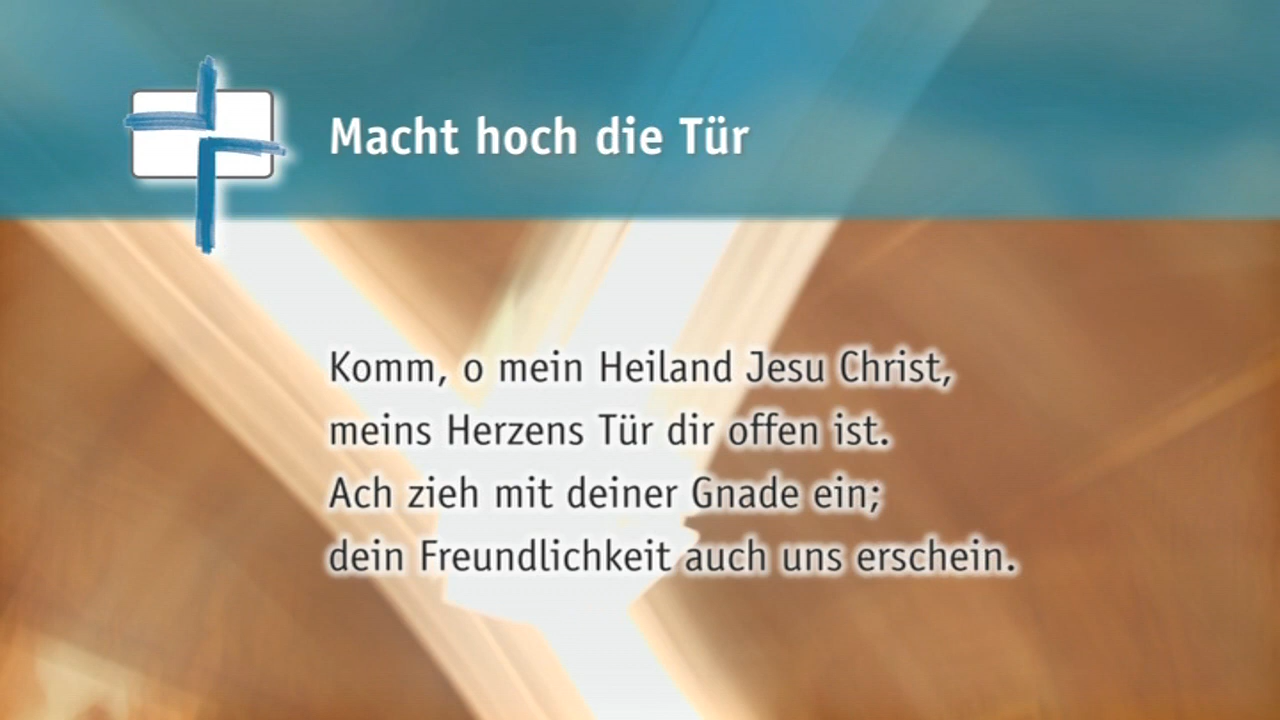 Macht hoch die Tür
Komm, o mein Heiland Jesu Christ,
meins Herzens Tür dir offen ist.
Ach zieh mit deiner Gnade ein;
dein Freundlichkeit auch uns erschein.